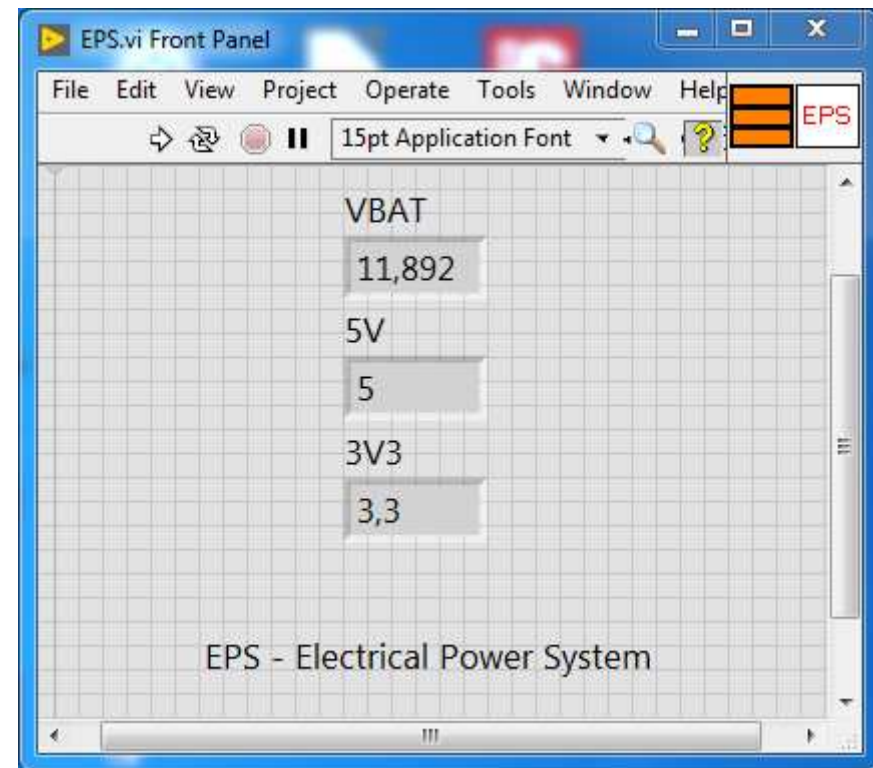 EPS.vi Front Panel
File Edit View Project Operate Tools Window Help
15pt Application Font
EPS
VBAT
11,892
5V
5
3V3
3,3
EPS - Electrical Power System